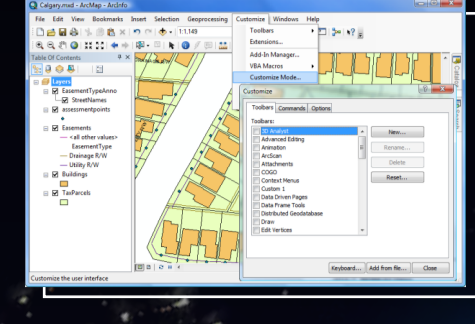 Calgary.mxd - ArcMap - ArcInfo
File Edit View Bookmarks Insert Selection Geoprocessing Customize Windows Help
1:1,149
Toolbars
Extensions...
Add-In Manager...
VBA Macros
Customize Mode...
Table Of Contents
Layers
EasementTypeAnno
StreetNames
assessmentpoints
Easements
<all other values>
EasementType
Drainage R/W
Utility R/W
Buildings
TaxParcels
Catalog
Customize
Toolbars Commands Options
Toolbars:
3D Analyst
Advanced Editing
Animation
ArcScan
Attachments
COGO
Context Menus
Custom 1
Data Driven Pages
Data Frame Tools
Distributed Geodatabase
Draw
Edit Vertices
New...
Rename...
Delete
Reset...
Keyboard... Add from file... Close
Customize the user interface